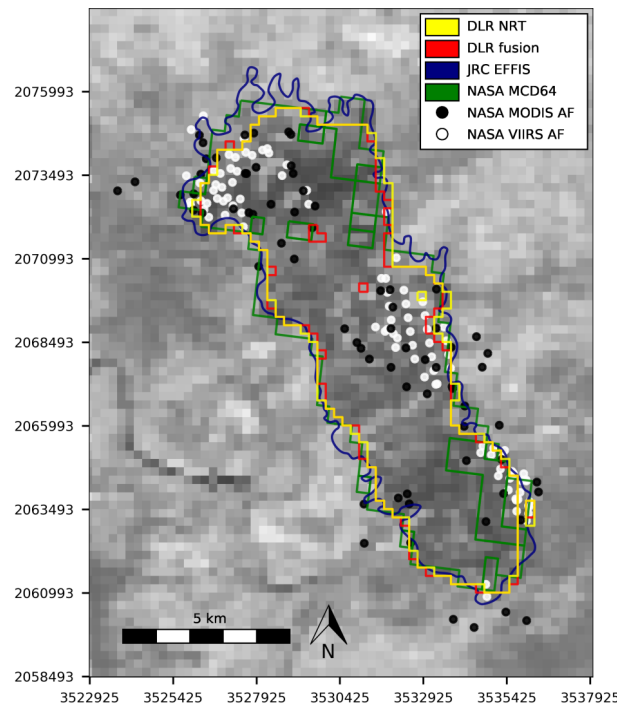 DLR NRT
DLR fusion
JRC EFFIS
NASA MCD64
NASA MODIS AF
NASA VIIRS AF
2075993
2073493
2070993
2068493
2065993
2063493
2060993
2058493
5 km
N
3522925 3525425 3527925 3530425 3532925 3535425 3537925